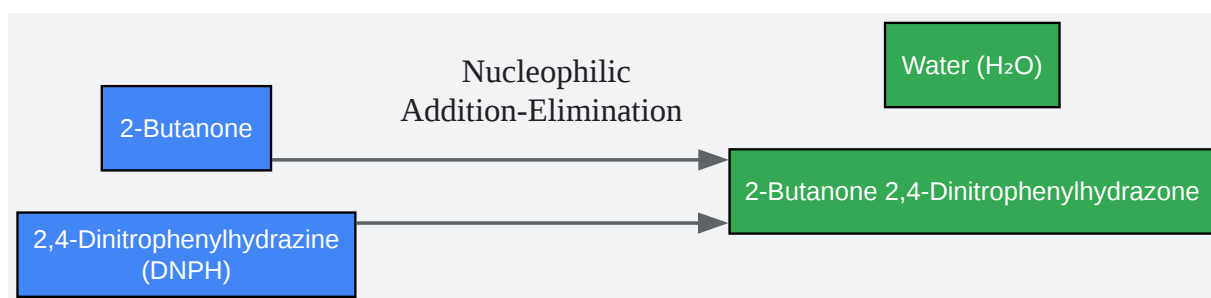 Nucleophilic
Addition-Elimination
Water (H₂O)
2-Butanone
2-Butanone 2,4-Dinitrophenylhydrazone
2,4-Dinitrophenylhydrazine
(DNPH)